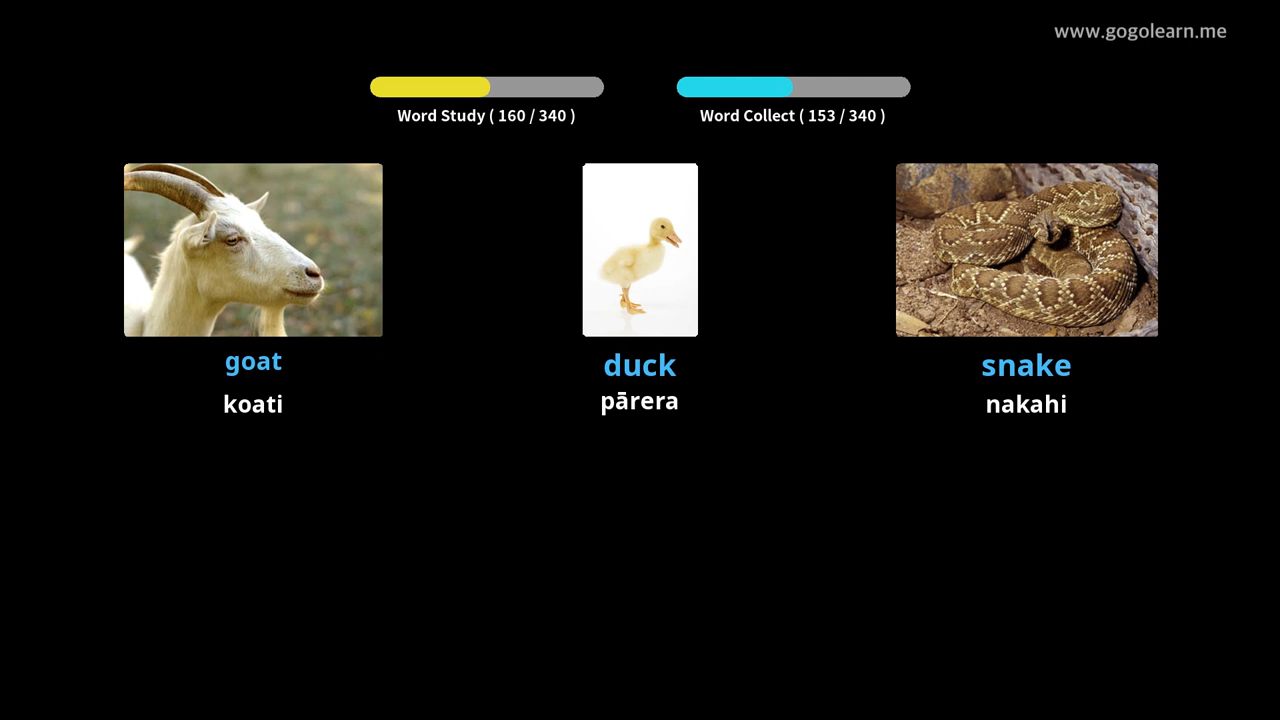 www.gogolearn.me
Word Study ( 160 / 340 )
Word Collect ( 153 / 340 )
goat
koati
duck
pārera
snake
nakahi